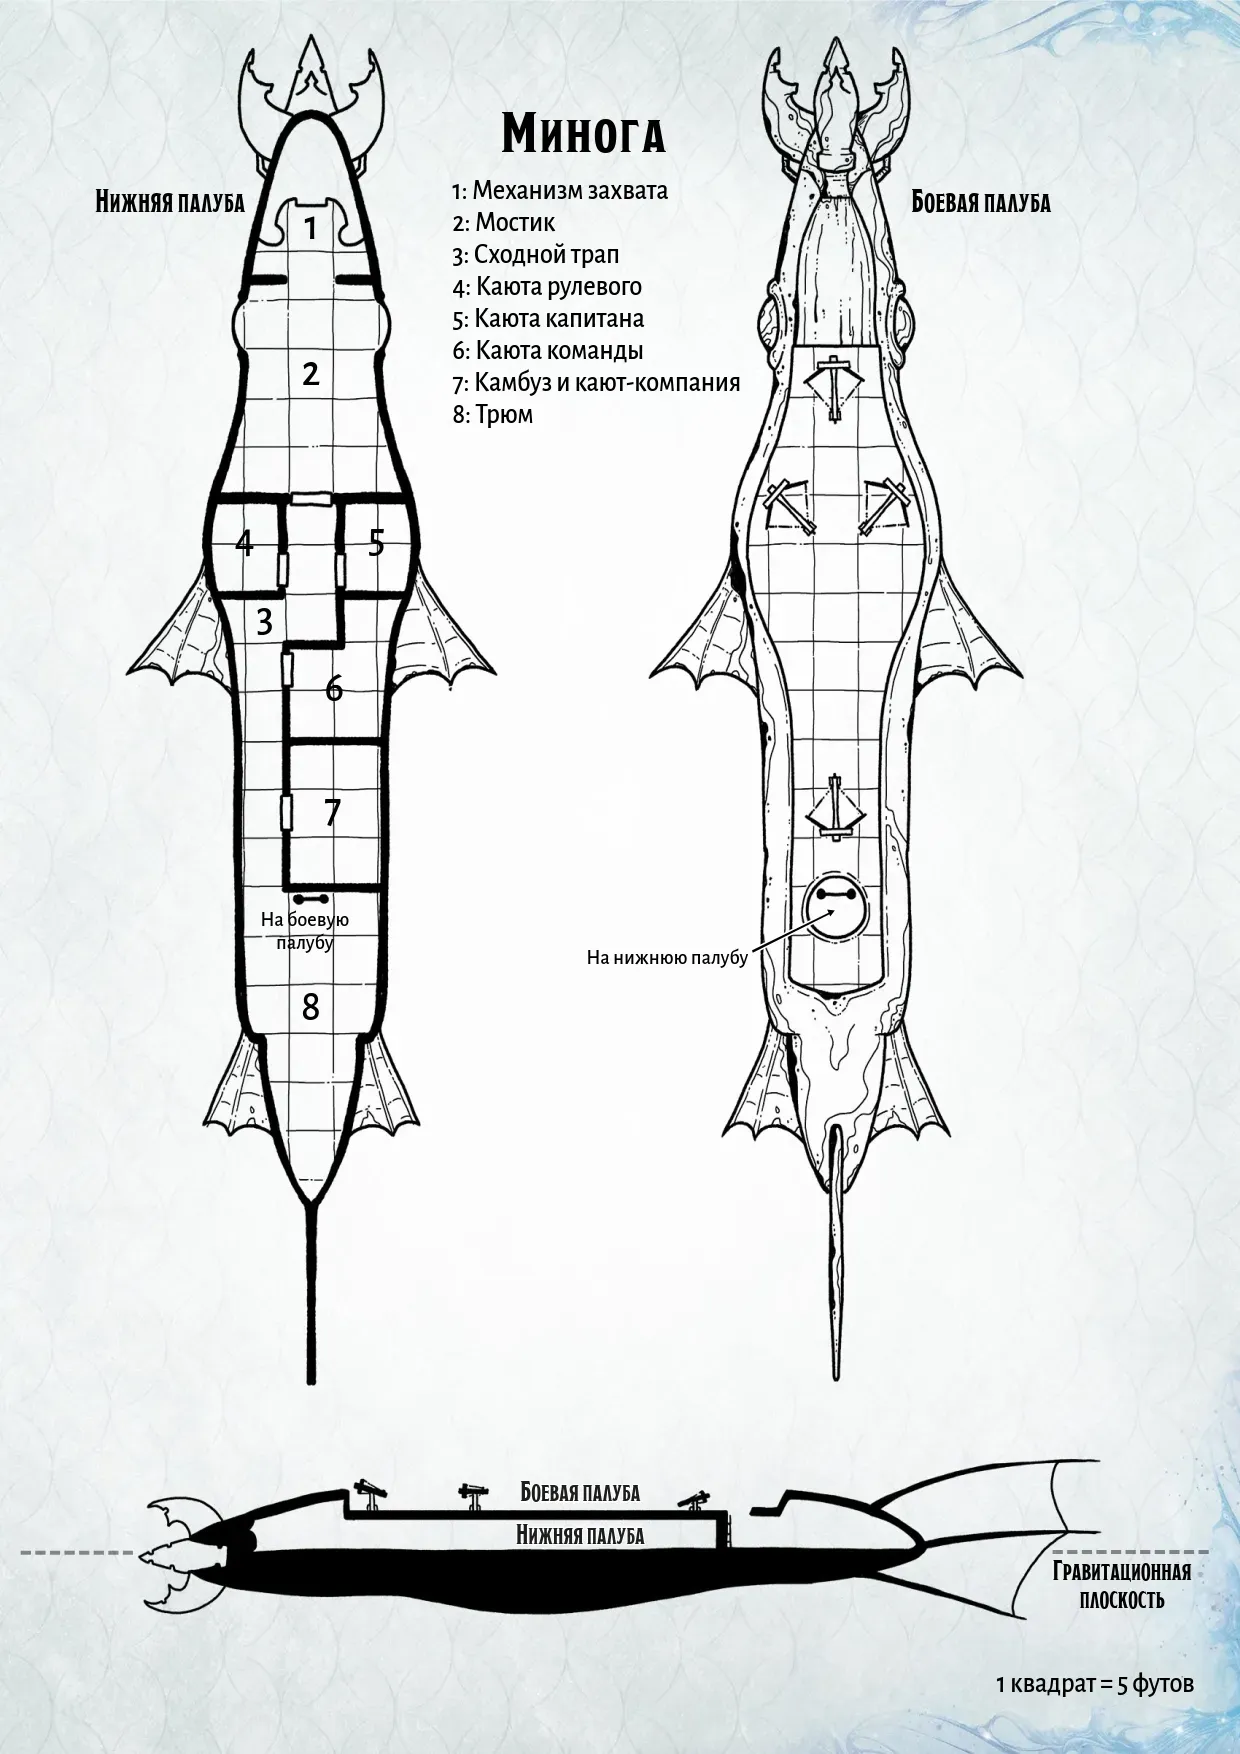 Минога
1: Механизм захвата
2: Мостик
3: Сходной трап
4: Каюта рулевого
5: Каюта капитана
6: Каюта команды
7: Камбуз и кают-компания
8: Трюм
Нижняя палуба
Боевая палуба
1
2
4
5
3
6
7
На боевую
палубу
8
На нижнюю палубу
Боевая палуба
Нижняя палуба
Гравитационная
плоскость
1 квадрат = 5 футов